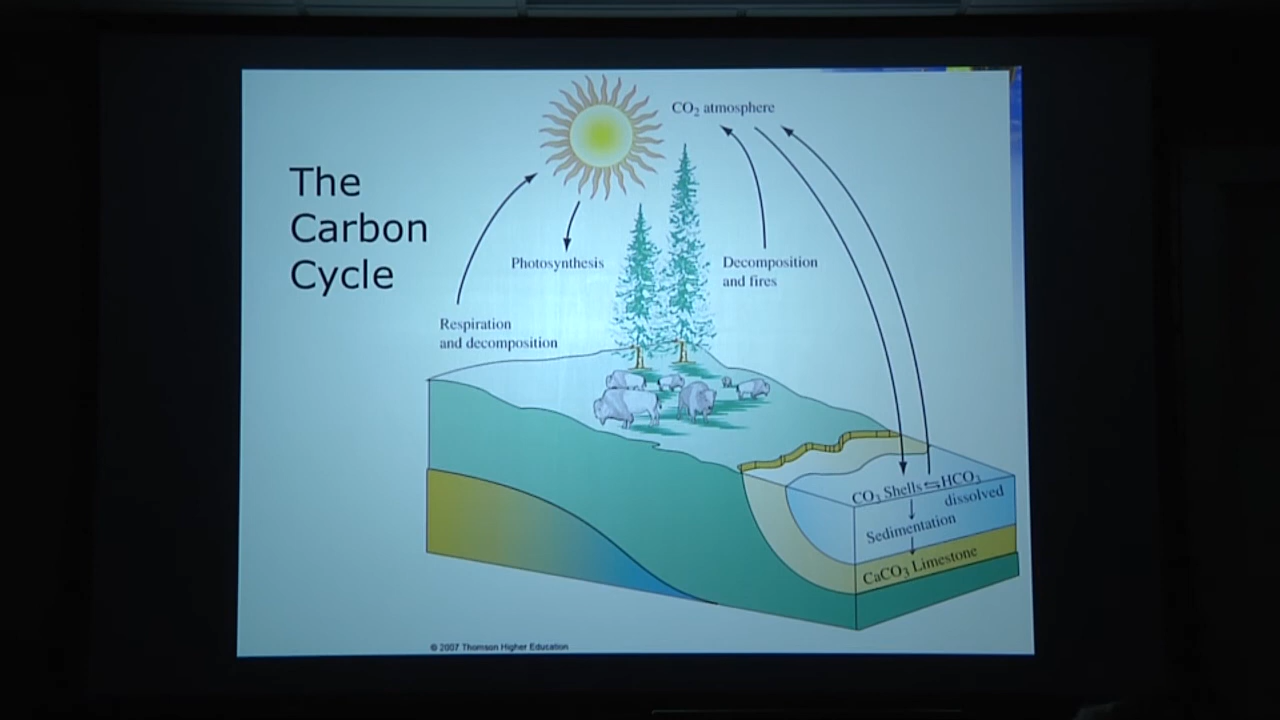 The
Carbon
Cycle
CO₂ atmosphere
Photosynthesis
Decomposition
and fires
Respiration
and decomposition
CO₃ Shells ⇆ HCO₃
dissolved
Sedimentation
CaCO₃ Limestone
© 2007 Thomson Higher Education